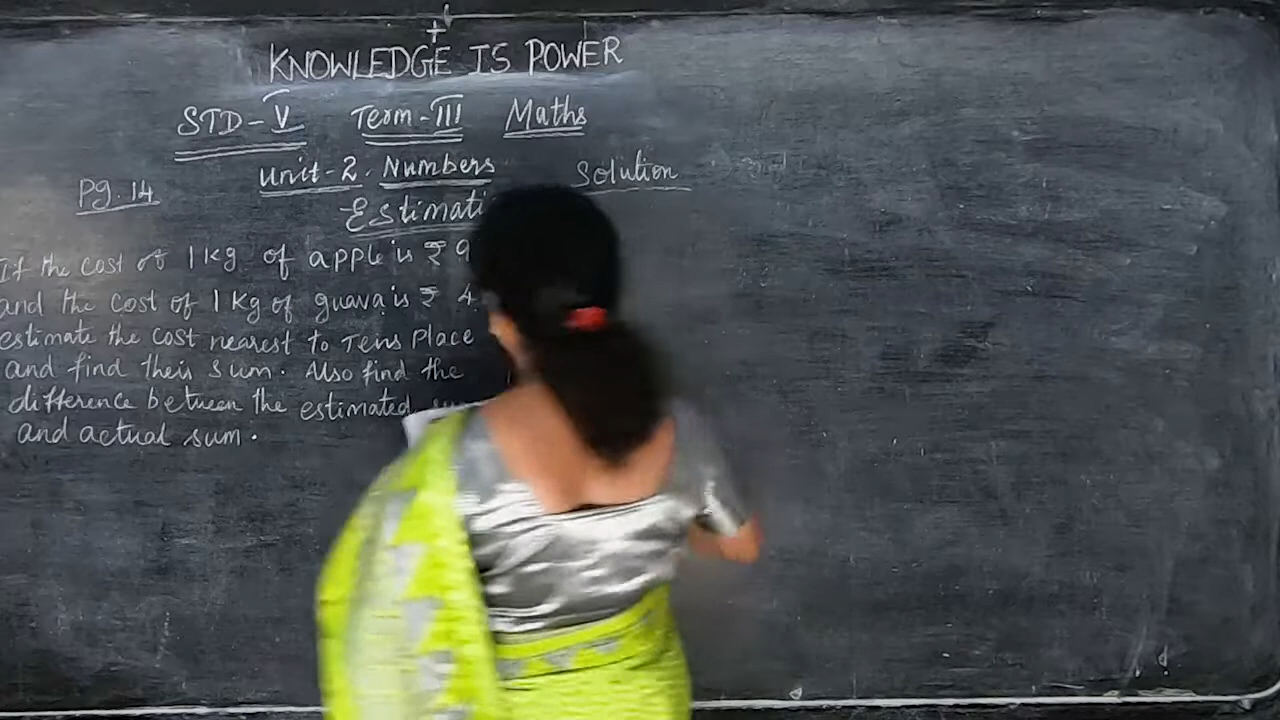 KNOWLEDGE IS POWER
STD-V Term-III Maths
Unit-2. Numbers
Solution
Pg. 14
Estimati
If the cost of 1 kg of apple is ₹ 9
and the cost of 1 kg of guava is ₹ 4
estimate the cost nearest to Tens Place
and find their sum. Also find the
difference between the estimated
and actual sum.